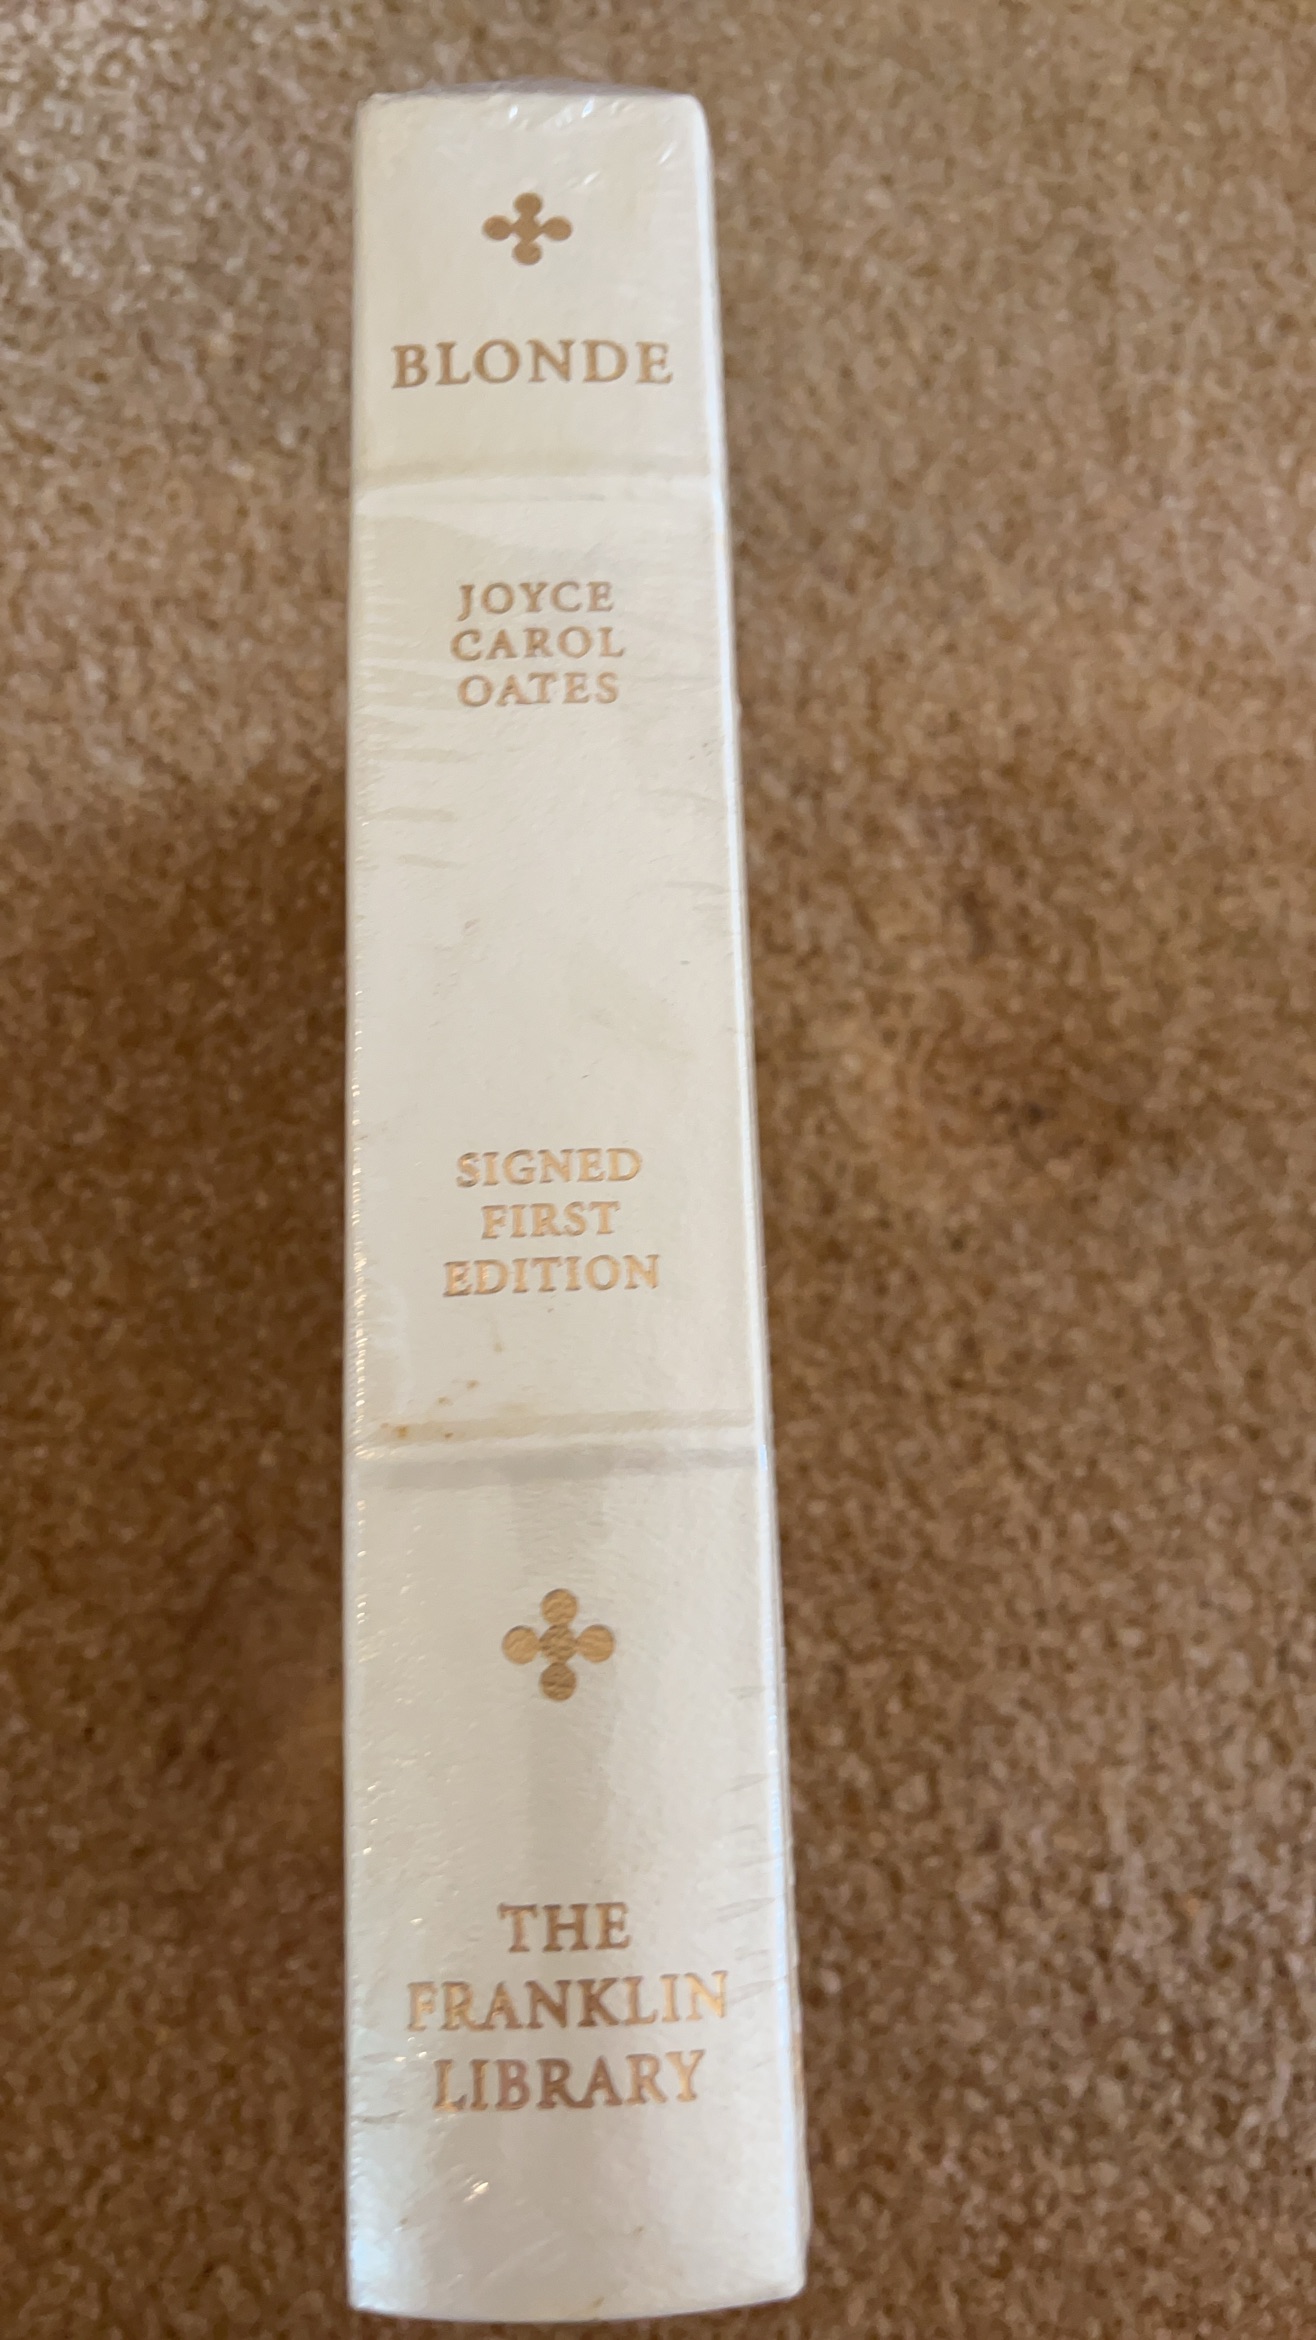 BLONDE
JOYCE
CAROL
OATES
SIGNED
FIRST
EDITION
THE
FRANKLIN
LIBRARY